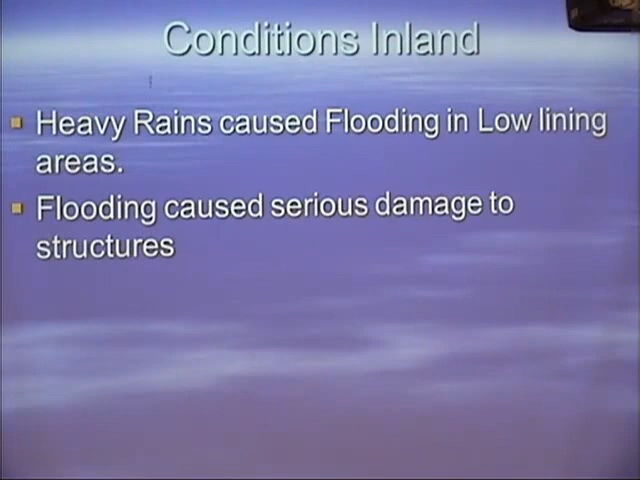 Conditions Inland
Heavy Rains caused Flooding in Low lining
areas.
Flooding caused serious damage to
structures